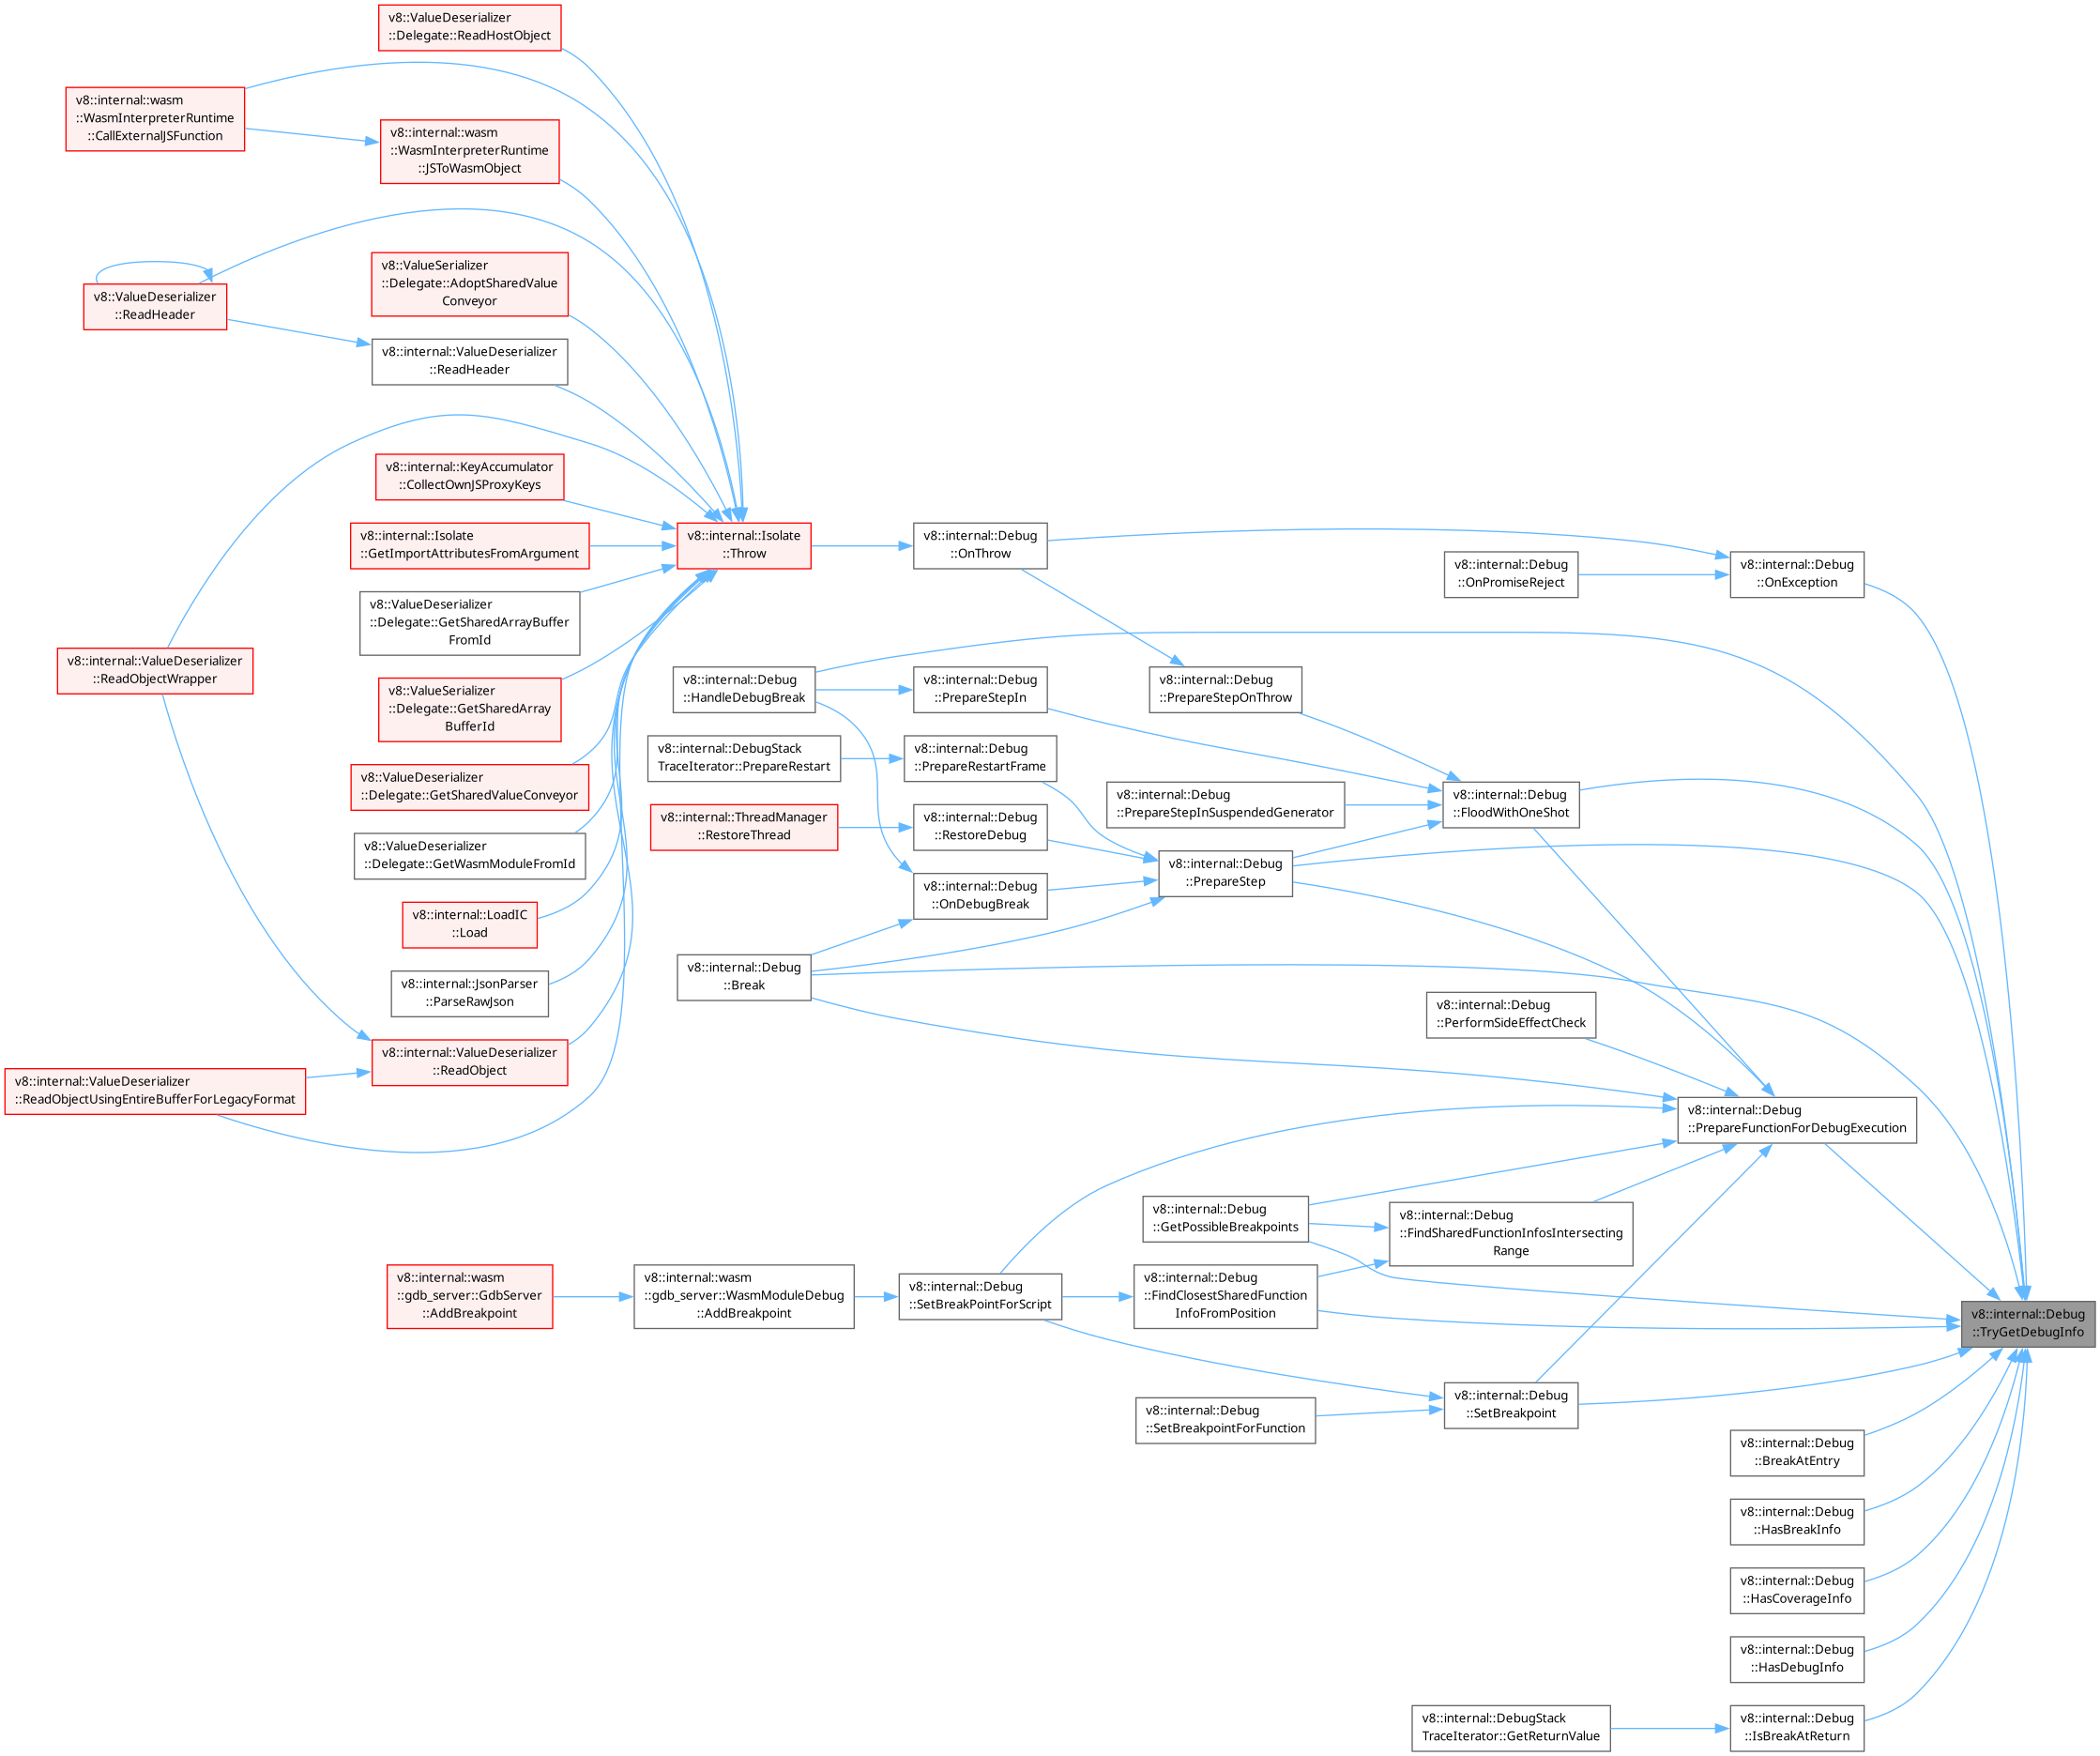 v8::ValueDeserializer
::Delegate::ReadHostObject
v8::internal::wasm
::WasmInterpreterRuntime
::CallExternalJSFunction
v8::internal::wasm
::WasmInterpreterRuntime
::JSToWasmObject
v8::ValueSerializer
::Delegate::AdoptSharedValue
Conveyor
v8::ValueDeserializer
::ReadHeader
v8::internal::ValueDeserializer
::ReadHeader
v8::internal::KeyAccumulator
::CollectOwnJSProxyKeys
v8::internal::Isolate
::GetImportAttributesFromArgument
v8::internal::Isolate
::Throw
v8::internal::Debug
::OnThrow
v8::internal::Debug
::OnPromiseReject
v8::internal::Debug
::OnException
v8::ValueDeserializer
::Delegate::GetSharedArrayBuffer
FromId
v8::internal::ValueDeserializer
::ReadObjectWrapper
v8::ValueSerializer
::Delegate::GetSharedArray
BufferId
v8::internal::Debug
::HandleDebugBreak
v8::internal::Debug
::PrepareStepIn
v8::internal::Debug
::PrepareStepOnThrow
v8::internal::DebugStack
TraceIterator::PrepareRestart
v8::internal::Debug
::PrepareRestartFrame
v8::ValueDeserializer
::Delegate::GetSharedValueConveyor
v8::internal::Debug
::PrepareStepInSuspendedGenerator
v8::internal::Debug
::FloodWithOneShot
v8::internal::ThreadManager
::RestoreThread
v8::internal::Debug
::RestoreDebug
v8::ValueDeserializer
::Delegate::GetWasmModuleFromId
v8::internal::Debug
::PrepareStep
v8::internal::Debug
::OnDebugBreak
v8::internal::LoadIC
::Load
v8::internal::Debug
::Break
v8::internal::JsonParser
::ParseRawJson
v8::internal::Debug
::PerformSideEffectCheck
v8::internal::ValueDeserializer
::ReadObject
v8::internal::ValueDeserializer
::ReadObjectUsingEntireBufferForLegacyFormat
v8::internal::Debug
::PrepareFunctionForDebugExecution
v8::internal::Debug
::GetPossibleBreakpoints
v8::internal::Debug
::FindSharedFunctionInfosIntersecting
Range
v8::internal::wasm
::gdb_server::GdbServer
::AddBreakpoint
v8::internal::wasm
::gdb_server::WasmModuleDebug
::AddBreakpoint
v8::internal::Debug
::SetBreakPointForScript
v8::internal::Debug
::FindClosestSharedFunction
InfoFromPosition
v8::internal::Debug
::TryGetDebugInfo
v8::internal::Debug
::SetBreakpointForFunction
v8::internal::Debug
::SetBreakpoint
v8::internal::Debug
::BreakAtEntry
v8::internal::Debug
::HasBreakInfo
v8::internal::Debug
::HasCoverageInfo
v8::internal::Debug
::HasDebugInfo
v8::internal::DebugStack
TraceIterator::GetReturnValue
v8::internal::Debug
::IsBreakAtReturn